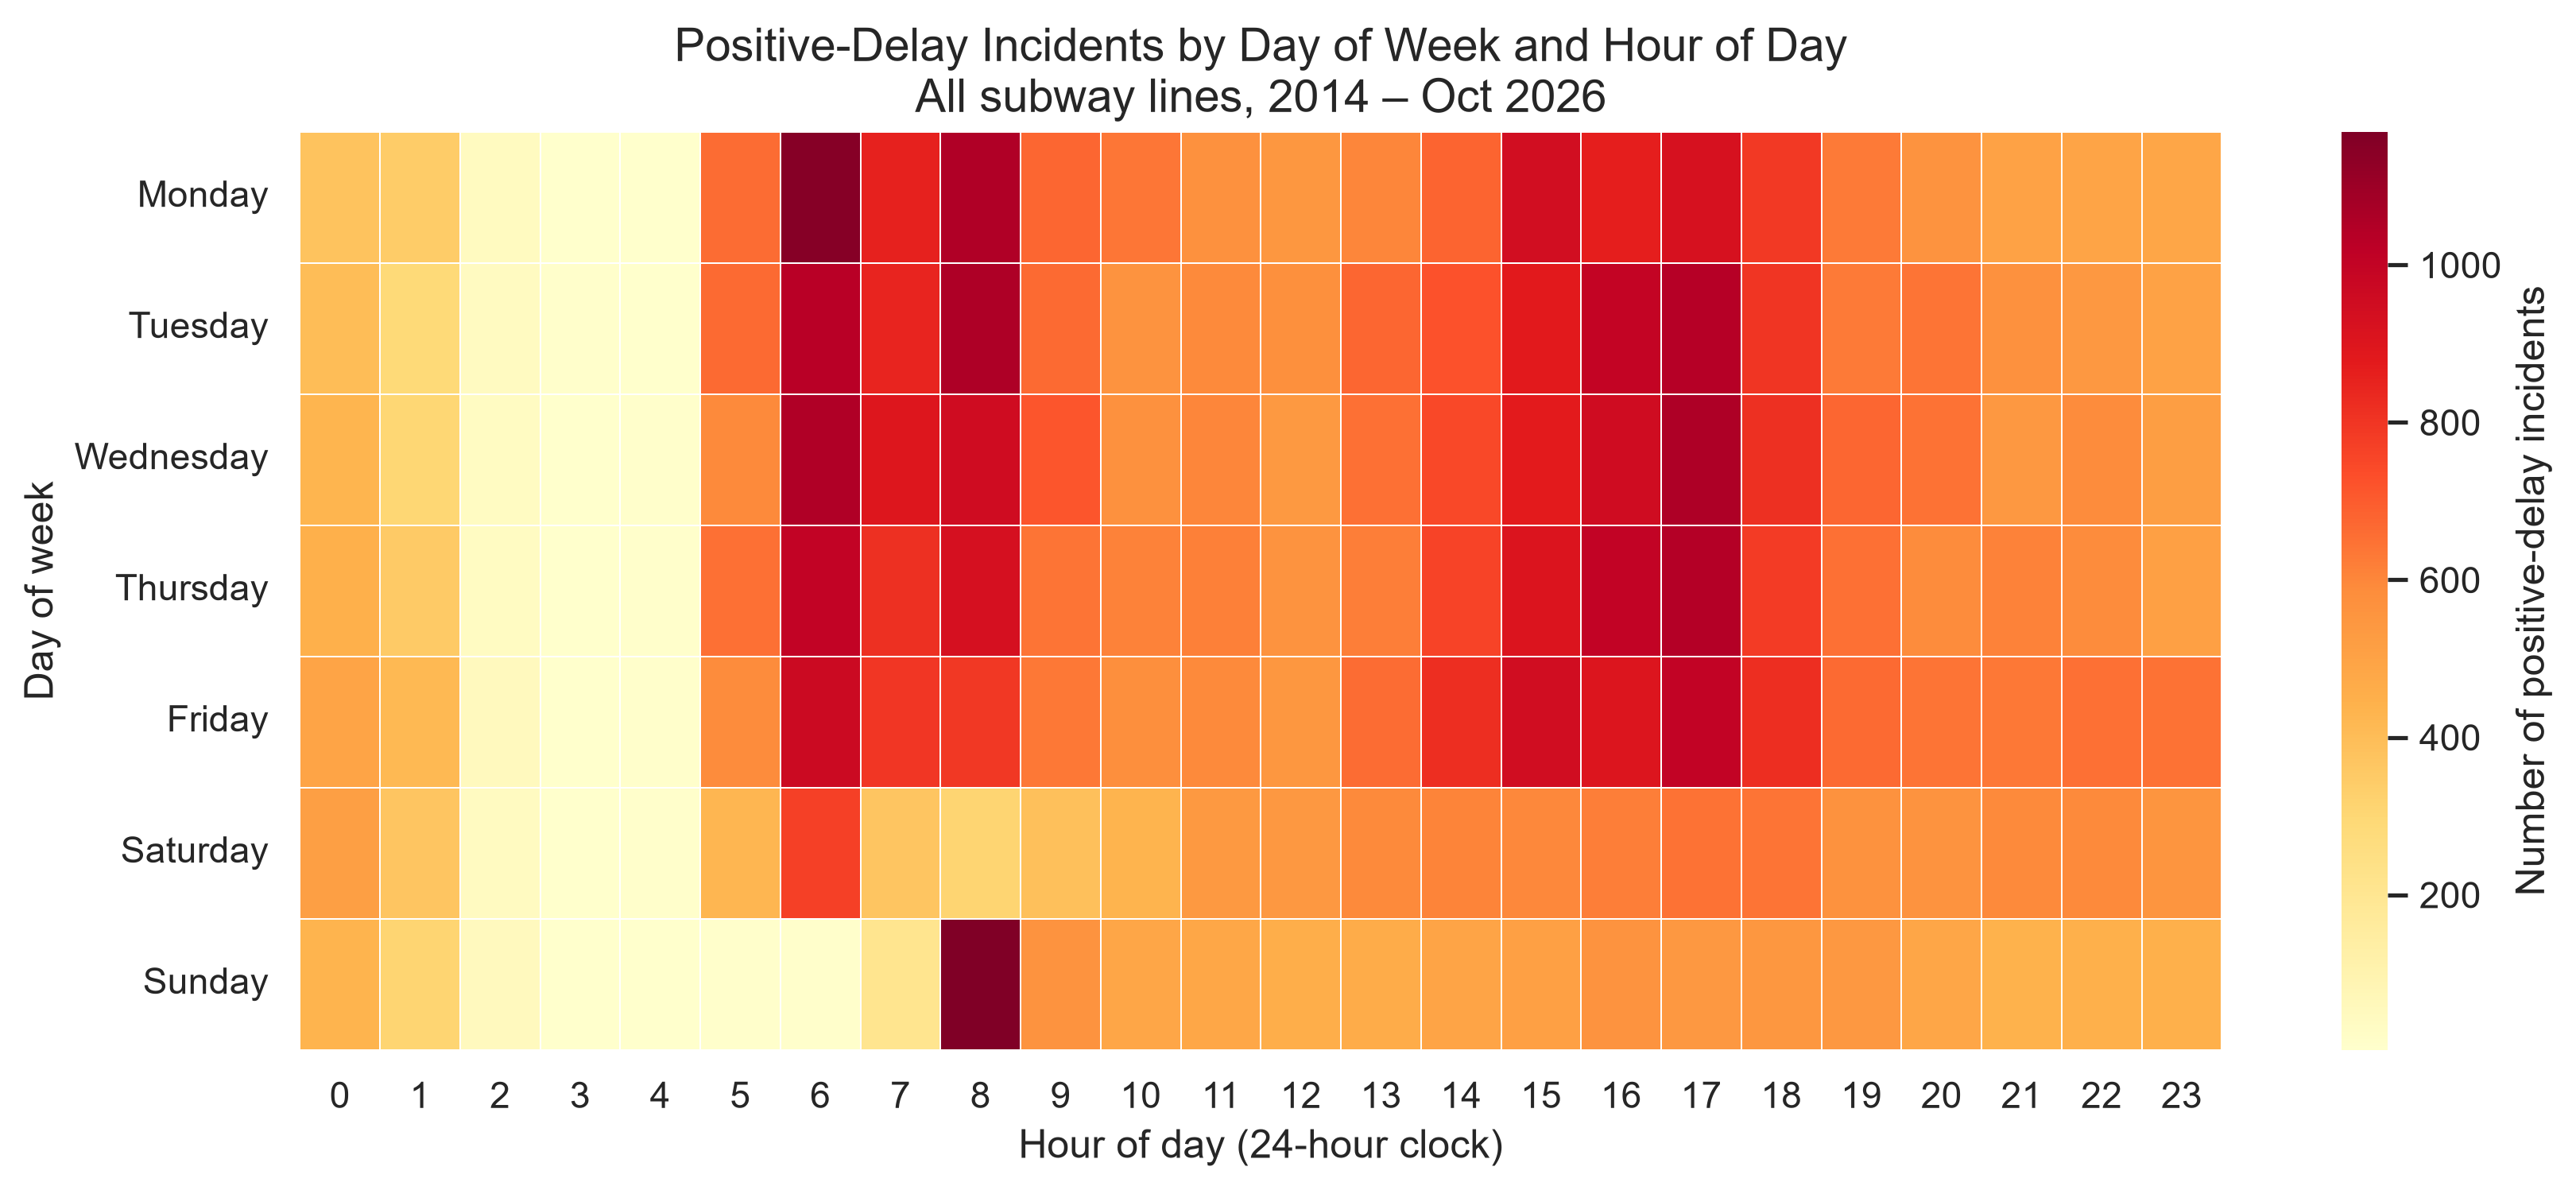 Positive-Delay Incidents by Day of Week and Hour of Day
All subway lines, 2014 – Oct 2026
Day of week
Monday
Tuesday
Wednesday
Thursday
Friday
Saturday
Sunday
0 1 2 3 4 5 6 7 8 9 10 11 12 13 14 15 16 17 18 19 20 21 22 23
Hour of day (24-hour clock)
1000
800
600
400
200
Number of positive-delay incidents